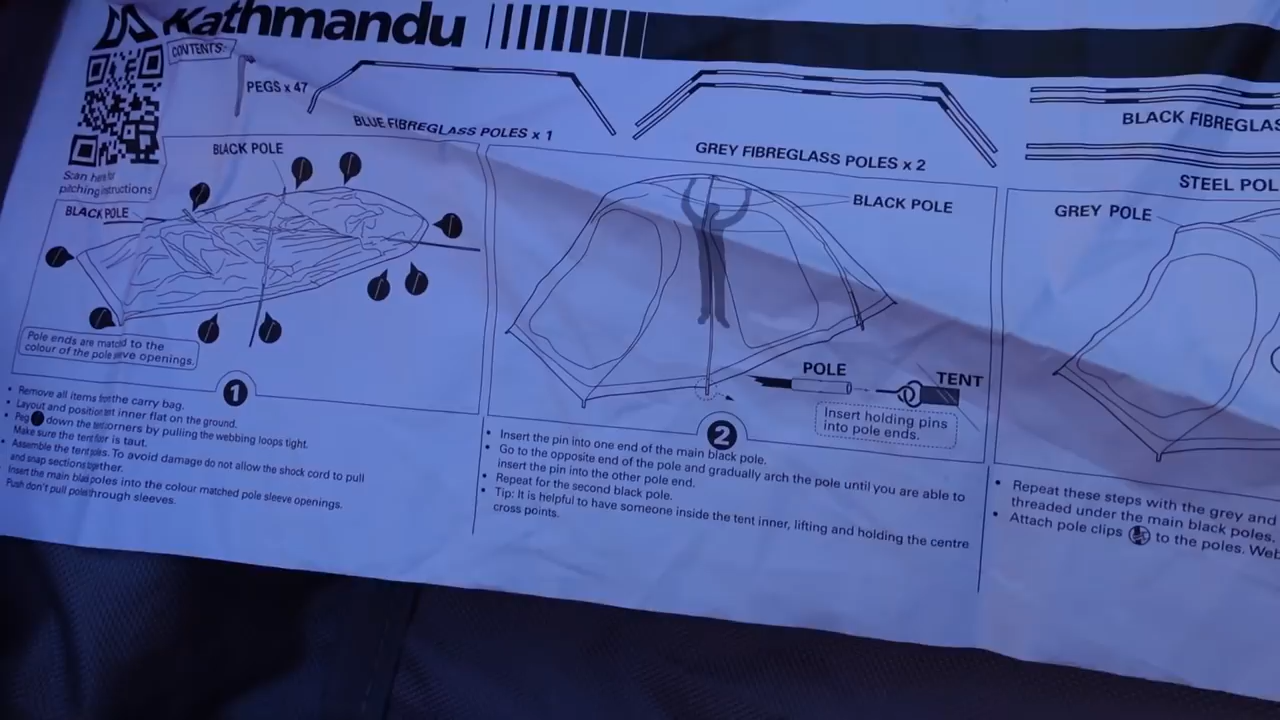 Kathmandu
CONTENTS:
PEGS x 47
BLUE FIBREGLASS POLES x 1
GREY FIBREGLASS POLES x 2
BLACK FIBREGLAS
STEEL POL
Scan here for
pitching instructions
BLACK POLE
BLACK POLE
Pole ends are matchd to the
colour of the pole sleeve openings.
1
• Remove all items from the carry bag.
• Layout and position tent inner flat on the ground.
• Peg down the tent corners by pulling the webbing loops tight.
Make sure the tent floor is taut.
• Assemble the tent poles. To avoid damage do not allow the shock cord to pull
and snap sections together.
Insert the main black poles into the colour matched pole sleeve openings.
Push don't pull poles through sleeves.
BLACK POLE
POLE
TENT
Insert holding pins
into pole ends.
2
• Insert the pin into one end of the main black pole.
• Go to the opposite end of the pole and gradually arch the pole until you are able to
insert the pin into the other pole end.
• Repeat for the second black pole.
• Tip: It is helpful to have someone inside the tent inner, lifting and holding the centre
cross points.
GREY POLE
• Repeat these steps with the grey and
threaded under the main black poles.
• Attach pole clips to the poles. Web